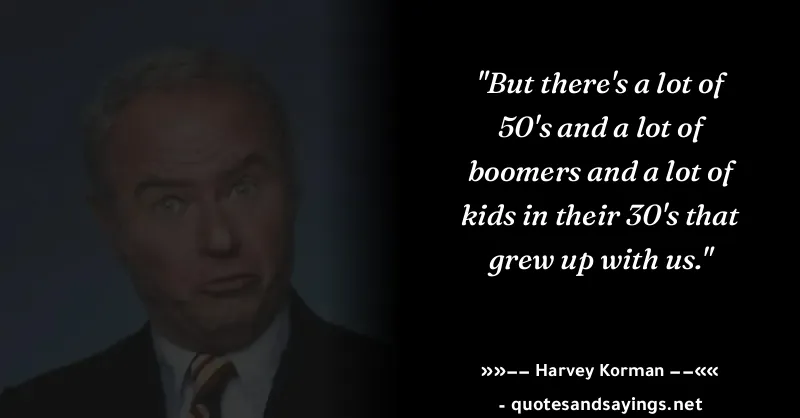 "But there's a lot of
50's and a lot of
boomers and a lot of
kids in their 30's that
grew up with us."
»»−− Harvey Korman −−««
- quotesandsayings.net